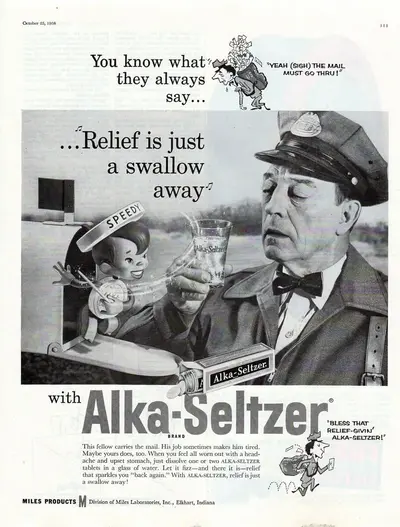 October 25, 1958
You know what
they always
say...
"YEAH (SIGH) THE MAIL
MUST GO THRU!"
...Relief is just
a swallow
away
SPEEDY
Alka-Seltzer
Alka-Seltzer
with Alka-Seltzer®
BRAND
"BLESS THAT
RELIEF-GIVIN'
ALKA-SELTZER!"
This fellow carries the mail. His job sometimes makes him tired.
Maybe yours does, too. When you feel all worn out with a head-
ache and upset stomach, just dissolve one or two ALKA-SELTZER
tablets in a glass of water. Let it fizz—and there it is—relief
that sparkles you "back again." With ALKA-SELTZER, relief is just
a swallow away!
MILES PRODUCTS M Division of Miles Laboratories, Inc., Elkhart, Indiana